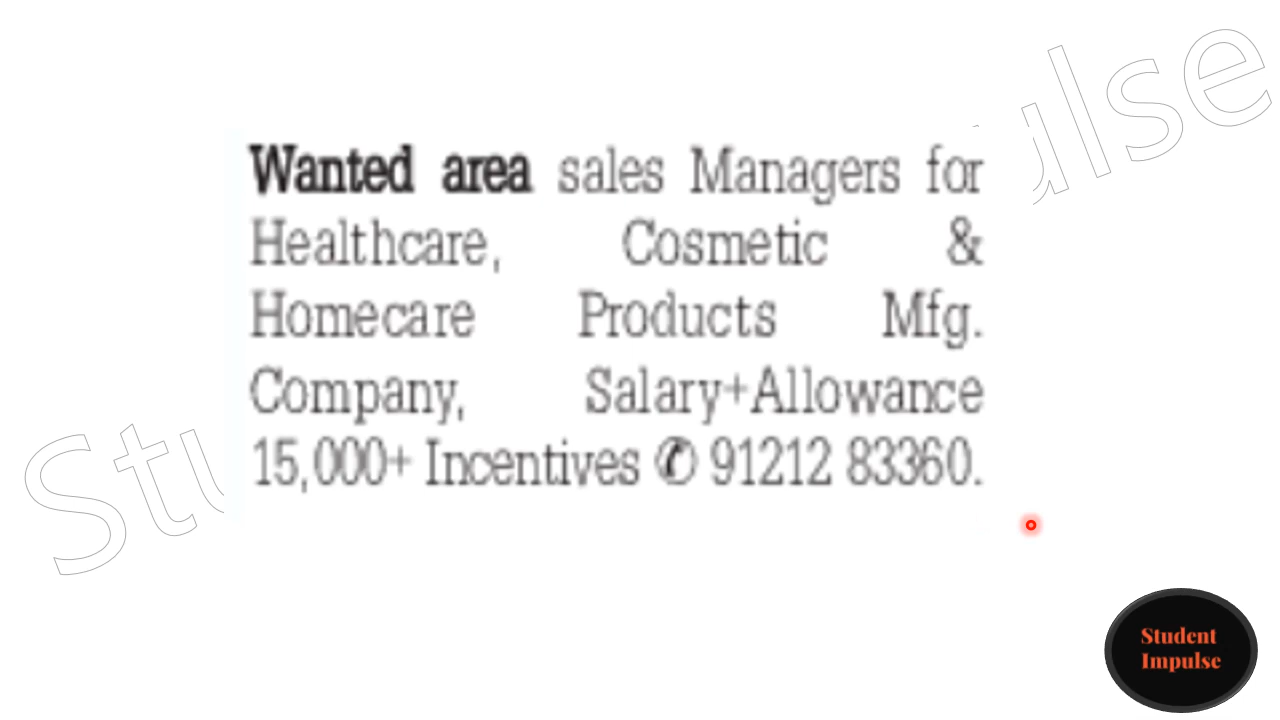 Wanted area sales Managers for
Healthcare, Cosmetic &
Homecare Products Mfg.
Company, Salary+Allowance
15,000+ Incentives ✆ 91212 83360.
Student
Impulse